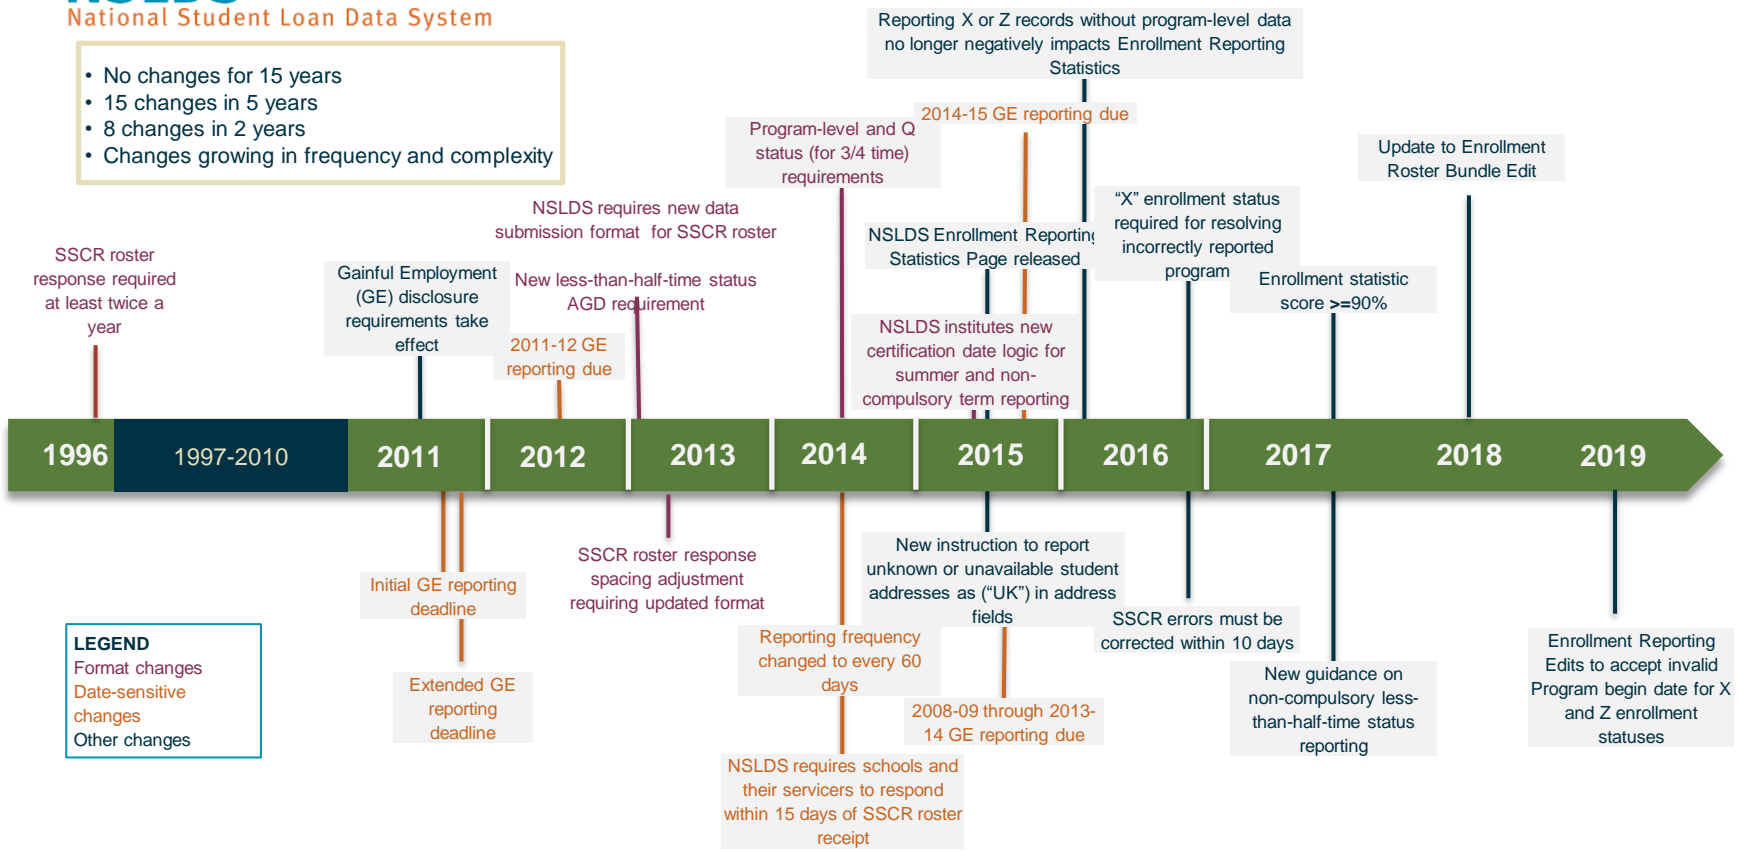 National Student Loan Data System
• No changes for 15 years
• 15 changes in 5 years
• 8 changes in 2 years
• Changes growing in frequency and complexity
SSCR roster
response required
at least twice a
year
Gainful Employment
(GE) disclosure
requirements take
effect
NSLDS requires new data
submission format for SSCR roster
New less-than-half-time status
AGD requirement
2011-12 GE
reporting due
Program-level and Q
status (for 3/4 time)
requirements
Reporting X or Z records without program-level data
no longer negatively impacts Enrollment Reporting
Statistics
2014-15 GE reporting due
NSLDS Enrollment Reporting
Statistics Page released
NSLDS institutes new
certification date logic for
summer and non-
compulsory term reporting
“X” enrollment status
required for resolving
incorrectly reported
program
Enrollment statistic
score >=90%
Update to Enrollment
Roster Bundle Edit
1996
1997-2010
2011
2012
2013
2014
2015
2016
2017
2018
2019
Initial GE reporting
deadline
Extended GE
reporting
deadline
SSCR roster response
spacing adjustment
requiring updated format
Reporting frequency
changed to every 60
days
NSLDS requires schools and
their servicers to respond
within 15 days of SSCR roster
receipt
New instruction to report
unknown or unavailable student
addresses as (“UK”) in address
fields
2008-09 through 2013-
14 GE reporting due
SSCR errors must be
corrected within 10 days
New guidance on
non-compulsory less-
than-half-time status
reporting
Enrollment Reporting
Edits to accept invalid
Program begin date for X
and Z enrollment
statuses
LEGEND
Format changes
Date-sensitive
changes
Other changes